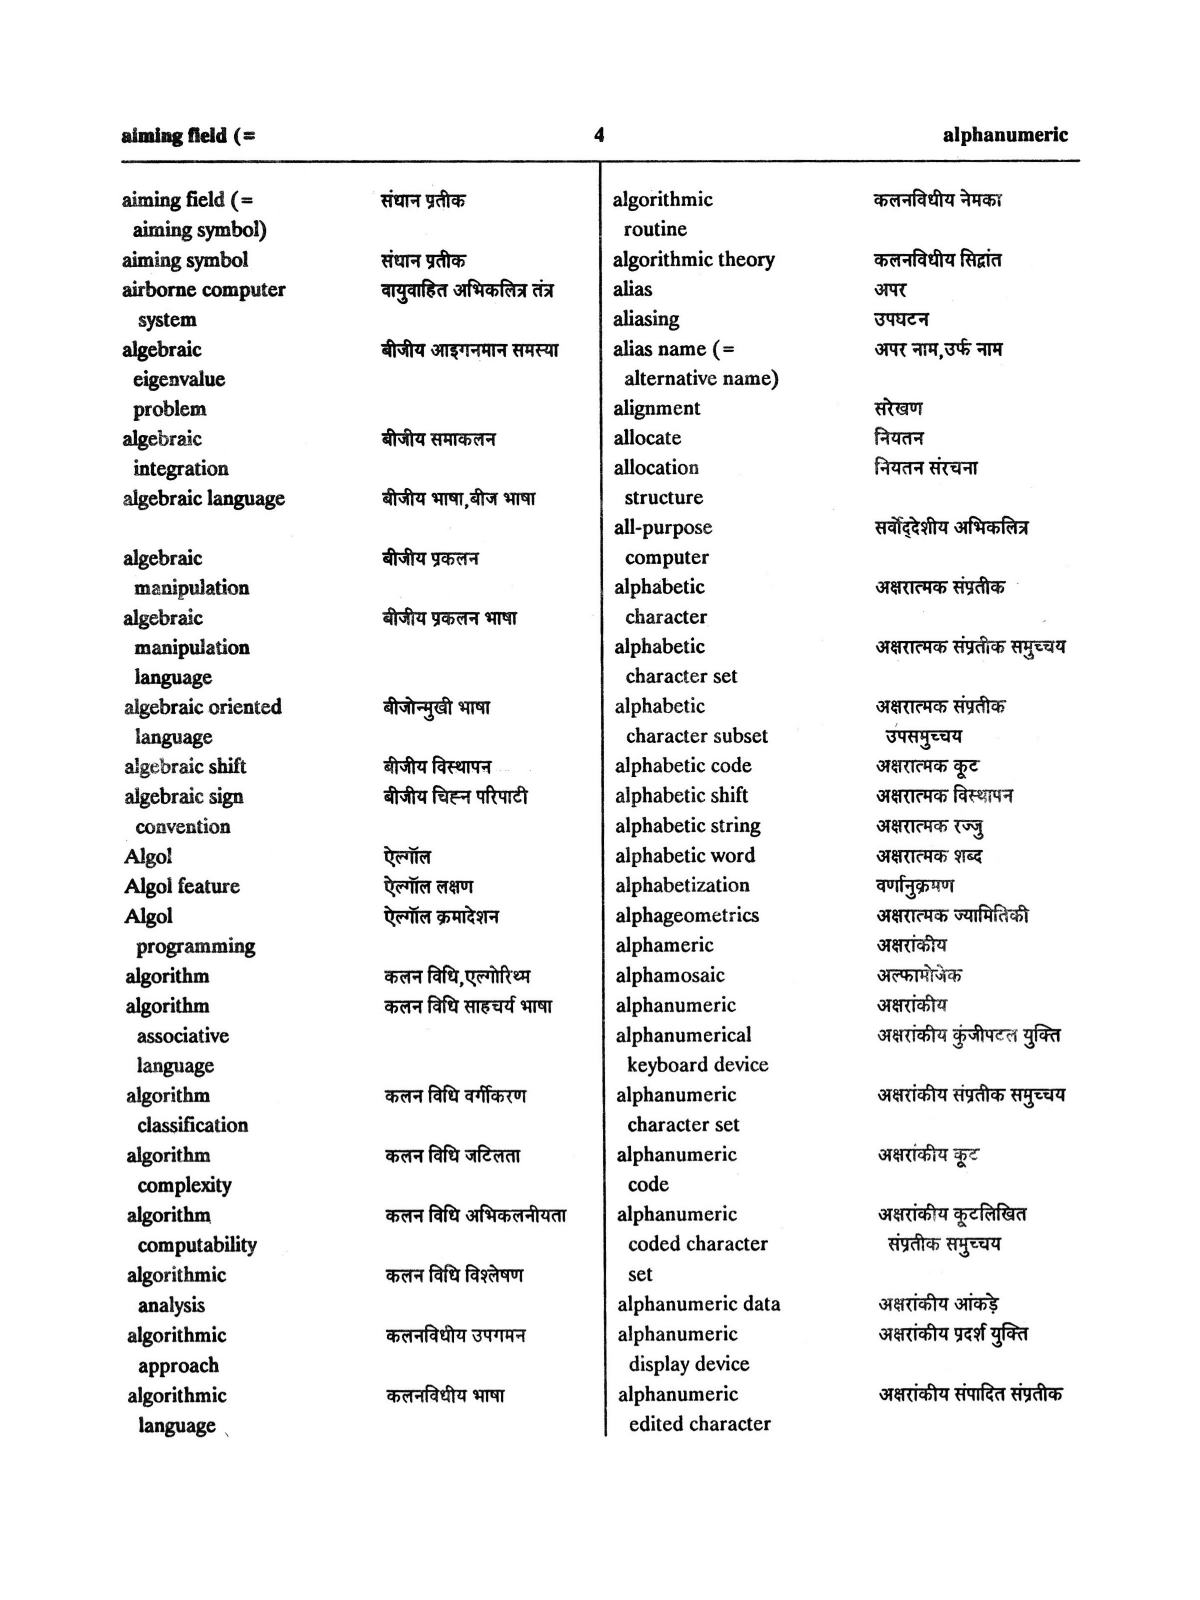 aiming field (= 4 alphanumeric
aiming field (= संधान प्रतीक
aiming symbol)
aiming symbol संधान प्रतीक
airborne computer वायुवाहित अभिकलित्र तंत्र
system
algebraic बीजीय आइगनमान समस्या
eigenvalue
problem
algebraic बीजीय समाकलन
integration
algebraic language बीजीय भाषा,बीज भाषा
algebraic बीजीय प्रकलन
manipulation
algebraic बीजीय प्रकलन भाषा
manipulation
language
algebraic oriented बीजोन्मुखी भाषा
language
algebraic shift बीजीय विस्थापन
algebraic sign बीजीय चिह्न परिपाटी
convention
Algol ऐल्गॉल
Algol feature ऐल्गॉल लक्षण
Algol ऐल्गॉल क्रमादेशन
programming
algorithm कलन विधि,एल्गोरिथ्म
algorithm कलन विधि साहचर्य भाषा
associative
language
algorithm कलन विधि वर्गीकरण
classification
algorithm कलन विधि जटिलता
complexity
algorithm कलन विधि अभिकलनीयता
computability
algorithmic कलन विधि विश्लेषण
analysis
algorithmic कलनविधीय उपगमन
approach
algorithmic कलनविधीय भाषा
language
algorithmic कलनविधीय नेमका
routine
algorithmic theory कलनविधीय सिद्वांत
alias अपर
aliasing उपघटन
alias name (= अपर नाम,उर्फ नाम
alternative name)
alignment सरेखण
allocate नियतन
allocation नियतन संरचना
structure
all-purpose सर्वोद्देशीय अभिकलित्र
computer
alphabetic अक्षरात्मक संप्रतीक
character
alphabetic अक्षरात्मक संप्रतीक समुच्चय
character set
alphabetic अक्षरात्मक संप्रतीक
character subset उपसमुच्चय
alphabetic code अक्षरात्मक कूट
alphabetic shift अक्षरात्मक विस्थापन
alphabetic string अक्षरात्मक रज्जु
alphabetic word अक्षरात्मक शब्द
alphabetization वर्णानुक्रमण
alphageometrics अक्षरात्मक ज्यामितिकी
alphameric अक्षरांकीय
alphamosaic अल्फामोजेक
alphanumeric अक्षरांकीय
alphanumerical अक्षरांकीय कुंजीपटल युक्ति
keyboard device
alphanumeric अक्षरांकीय संप्रतीक समुच्चय
character set
alphanumeric अक्षरांकीय कूट
code
alphanumeric अक्षरांकीय कूटलिखित
coded character संप्रतीक समुच्चय
set
alphanumeric data अक्षरांकीय आंकड़े
alphanumeric अक्षरांकीय प्रदर्श युक्ति
display device
alphanumeric अक्षरांकीय संपादित संप्रतीक
edited character